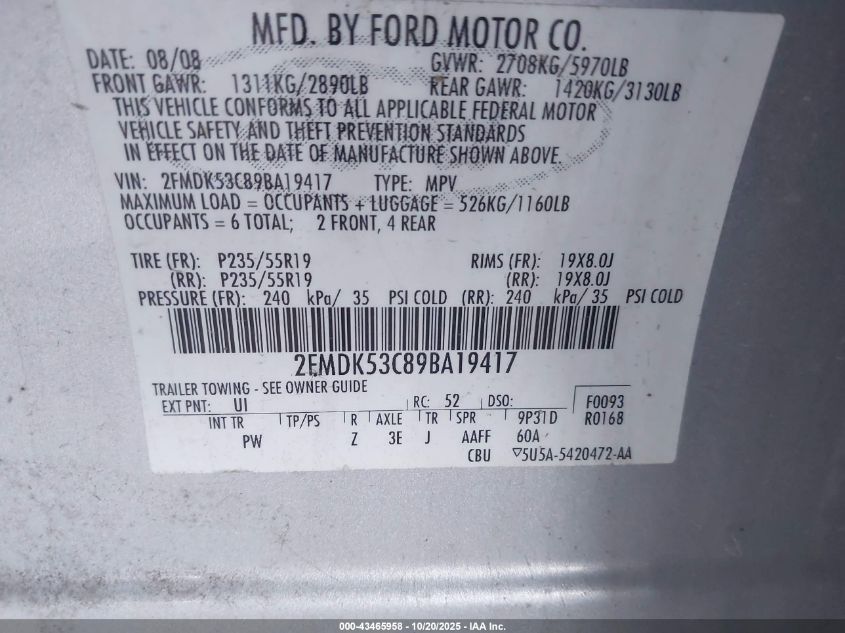 MFD. BY FORD MOTOR CO.
DATE: 08/08 GVWR: 2708KG/5970LB
FRONT GAWR: 1311KG/2890LB REAR GAWR: 1420KG/3130LB
THIS VEHICLE CONFORMS TO ALL APPLICABLE FEDERAL MOTOR
VEHICLE SAFETY AND THEFT PREVENTION STANDARDS
IN EFFECT ON THE DATE OF MANUFACTURE SHOWN ABOVE.
VIN: 2FMDK53C89BA19417 TYPE: MPV
MAXIMUM LOAD = OCCUPANTS + LUGGAGE = 526KG/1160LB
OCCUPANTS = 6 TOTAL; 2 FRONT, 4 REAR
TIRE (FR): P235/55R19 RIMS (FR): 19X8.0J
(RR): P235/55R19 (RR): 19X8.0J
PRESSURE (FR): 240 kPa/ 35 PSI COLD (RR): 240 kPa/ 35 PSI COLD
2FMDK53C89BA19417
TRAILER TOWING - SEE OWNER GUIDE
EXT PNT: UI RC: 52 DSO: F0093
INT TR TP/PS R AXLE TR SPR 9P31D R0168
PW Z 3E J AAFF 60A
CBU ▽5U5A-5420472-AA
000-43465958 - 10/20/2025 - IAA Inc.